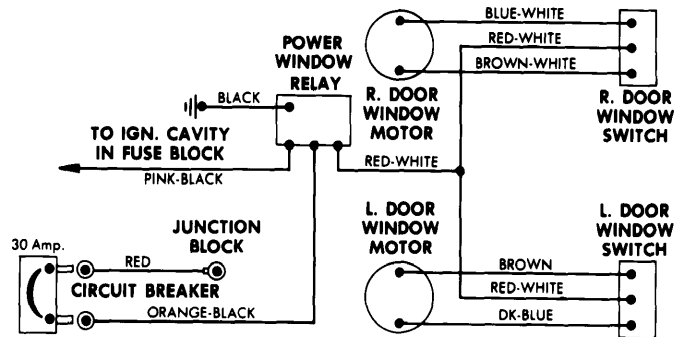 BLUE-WHITE
RED-WHITE
BROWN-WHITE
POWER
WINDOW
RELAY
BLACK
R. DOOR
WINDOW
MOTOR
R. DOOR
WINDOW
SWITCH
TO IGN. CAVITY
IN FUSE BLOCK
PINK-BLACK
RED-WHITE
L. DOOR
WINDOW
MOTOR
L. DOOR
WINDOW
SWITCH
30 Amp.
JUNCTION
BLOCK
RED
CIRCUIT BREAKER
ORANGE-BLACK
BROWN
RED-WHITE
DK-BLUE